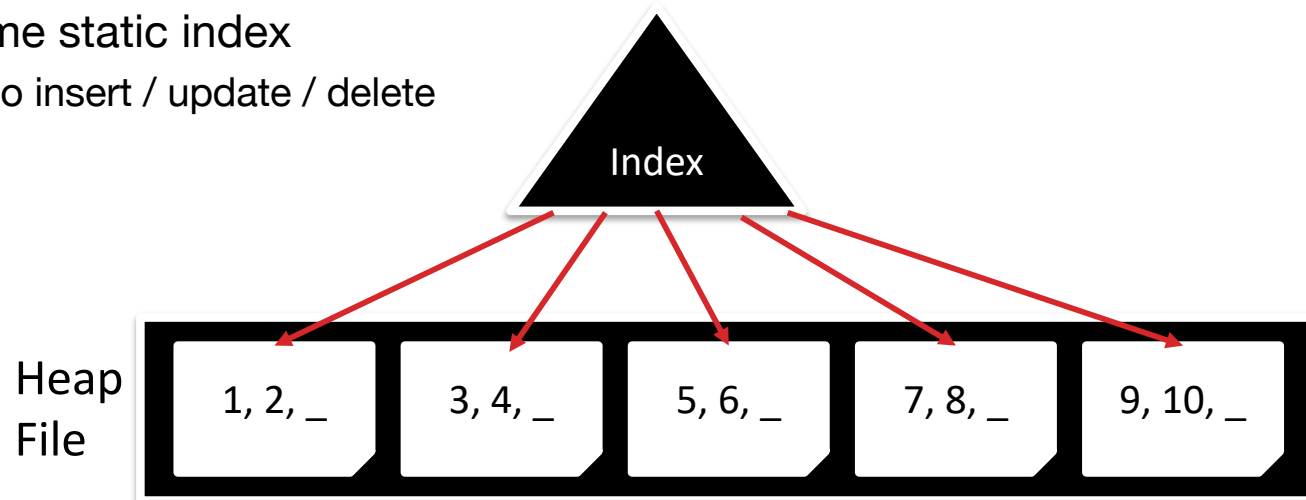 me static index
o insert / update / delete
Index
Heap
File
1, 2, _
3, 4, _
5, 6, _
7, 8, _
9, 10, _